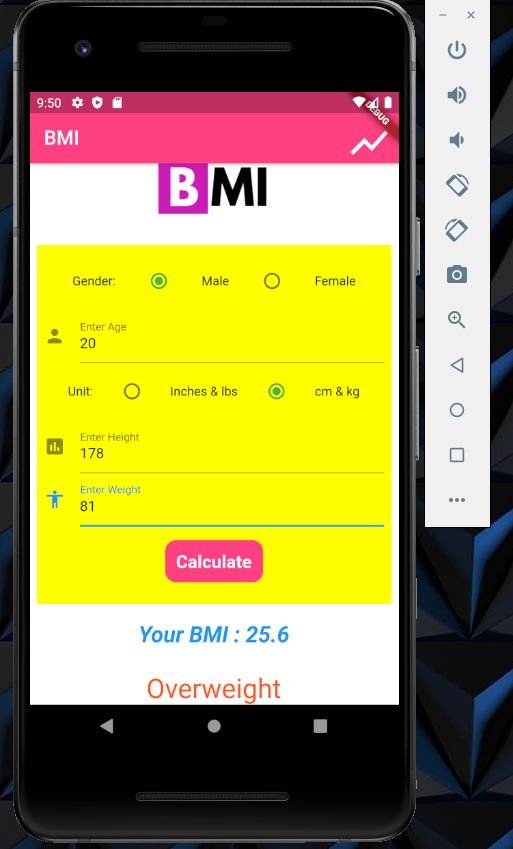 9:50
DEBUG
BMI
BMI
Gender: Male Female
Enter Age
20
Unit: Inches & lbs cm & kg
Enter Height
178
Enter Weight
81
Calculate
Your BMI : 25.6
Overweight